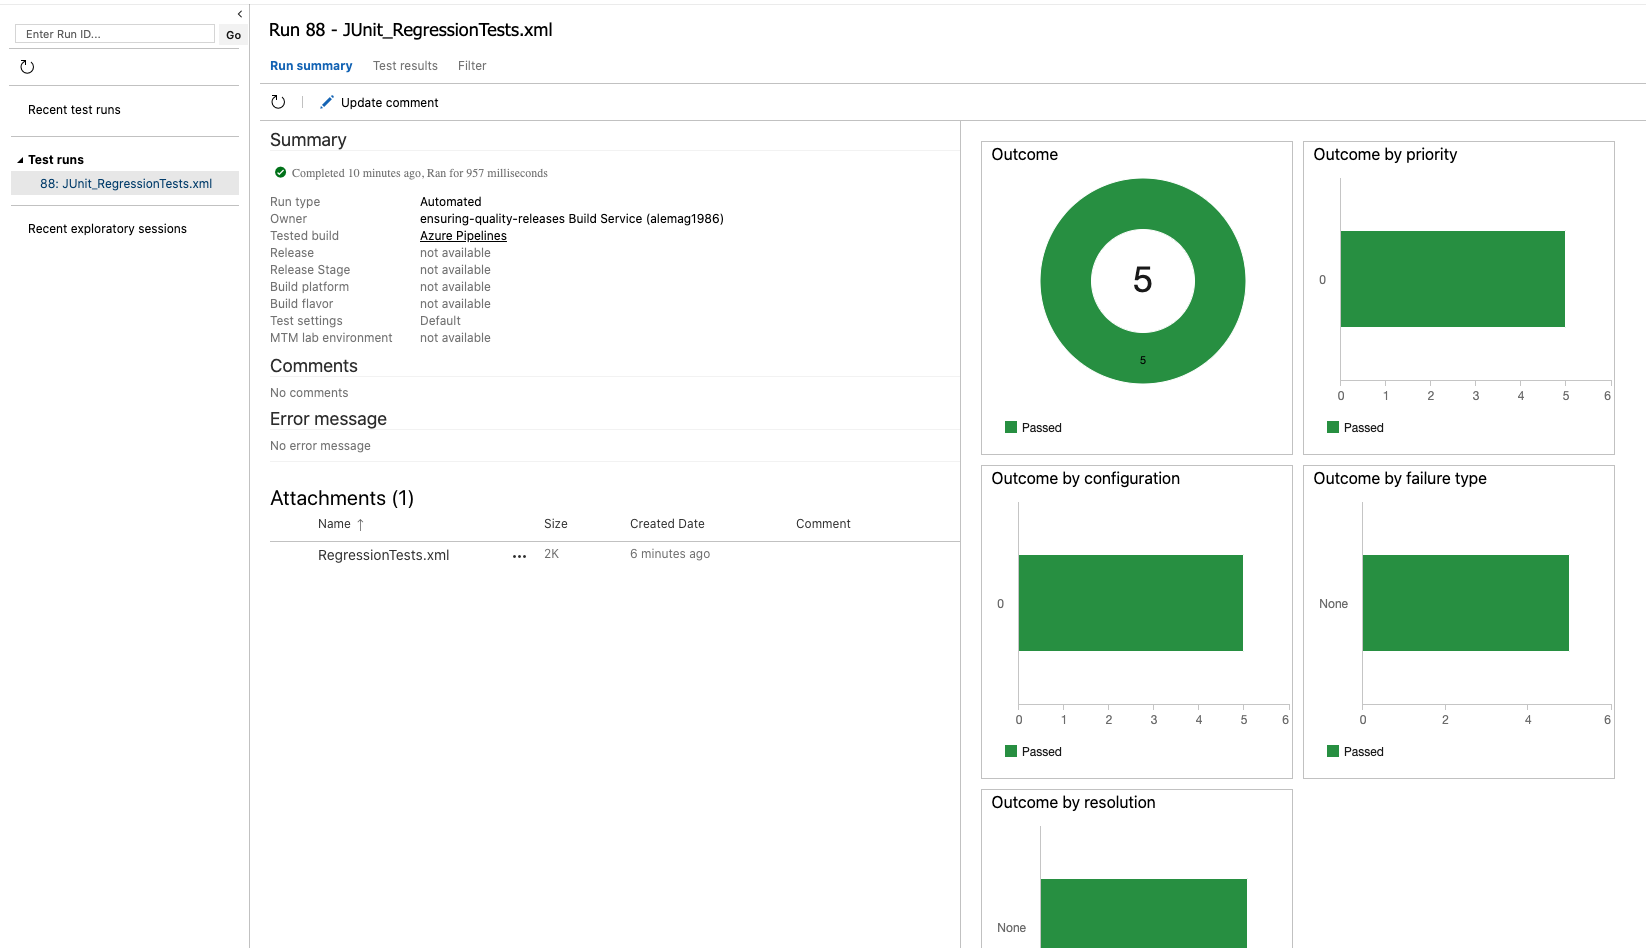 Enter Run ID...
Go
Recent test runs
Test runs
88: JUnit_RegressionTests.xml
Recent exploratory sessions
Run 88 - JUnit_RegressionTests.xml
Run summary Test results Filter
Update comment
Summary
Completed 10 minutes ago, Ran for 957 milliseconds
Run type Automated
Owner ensuring-quality-releases Build Service (alemag1986)
Tested build Azure Pipelines
Release not available
Release Stage not available
Build platform not available
Build flavor not available
Test settings Default
MTM lab environment not available
Comments
No comments
Error message
No error message
Attachments (1)
Name ↑ Size Created Date Comment
RegressionTests.xml ... 2K 6 minutes ago
Outcome
5
5
Passed
Outcome by priority
0
0 1 2 3 4 5 6
Passed
Outcome by configuration
0
0 1 2 3 4 5 6
Passed
Outcome by failure type
None
0 2 4 6
Passed
Outcome by resolution
None